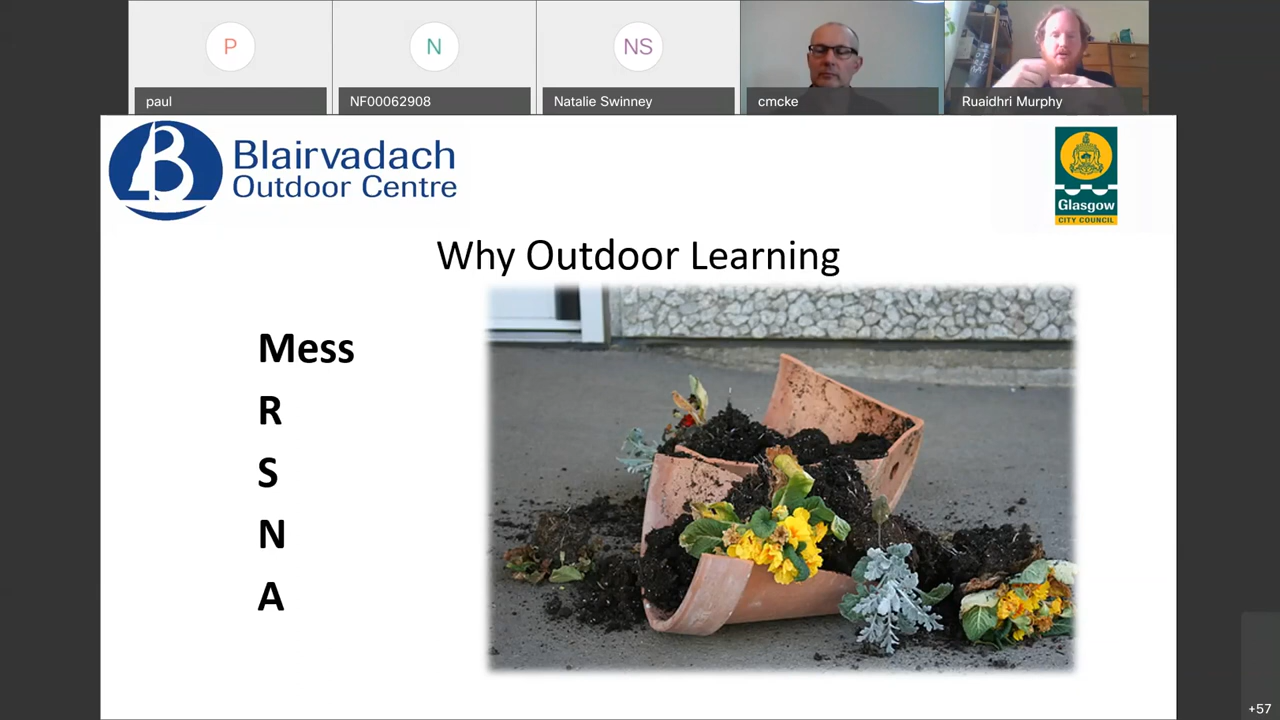 P
N
NS
paul
NF00062908
Natalie Swinney
cmcke
Ruaidhri Murphy
B
Blairvadach
Outdoor Centre
Glasgow
CITY COUNCIL
Why Outdoor Learning
Mess
R
S
N
A
+57